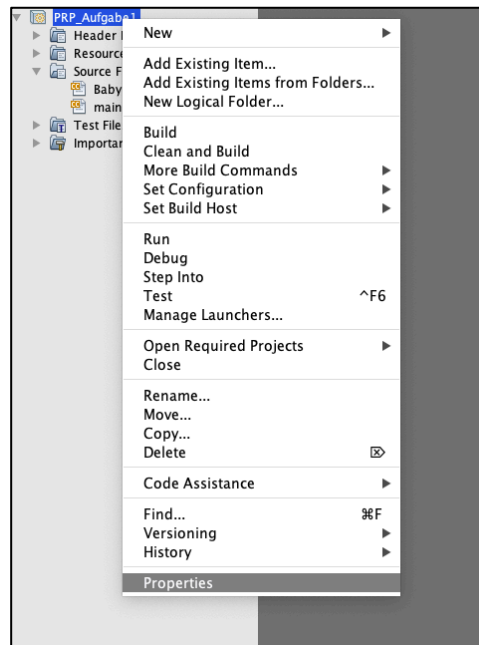 PRP_Aufgabe1
Header
Resource
Source F
Baby
main
Test File
Importan
New
Add Existing Item...
Add Existing Items from Folders...
New Logical Folder...
Build
Clean and Build
More Build Commands
Set Configuration
Set Build Host
Run
Debug
Step Into
Test ^F6
Manage Launchers...
Open Required Projects
Close
Rename...
Move...
Copy...
Delete ⌦
Code Assistance
Find... ⌘F
Versioning
History
Properties